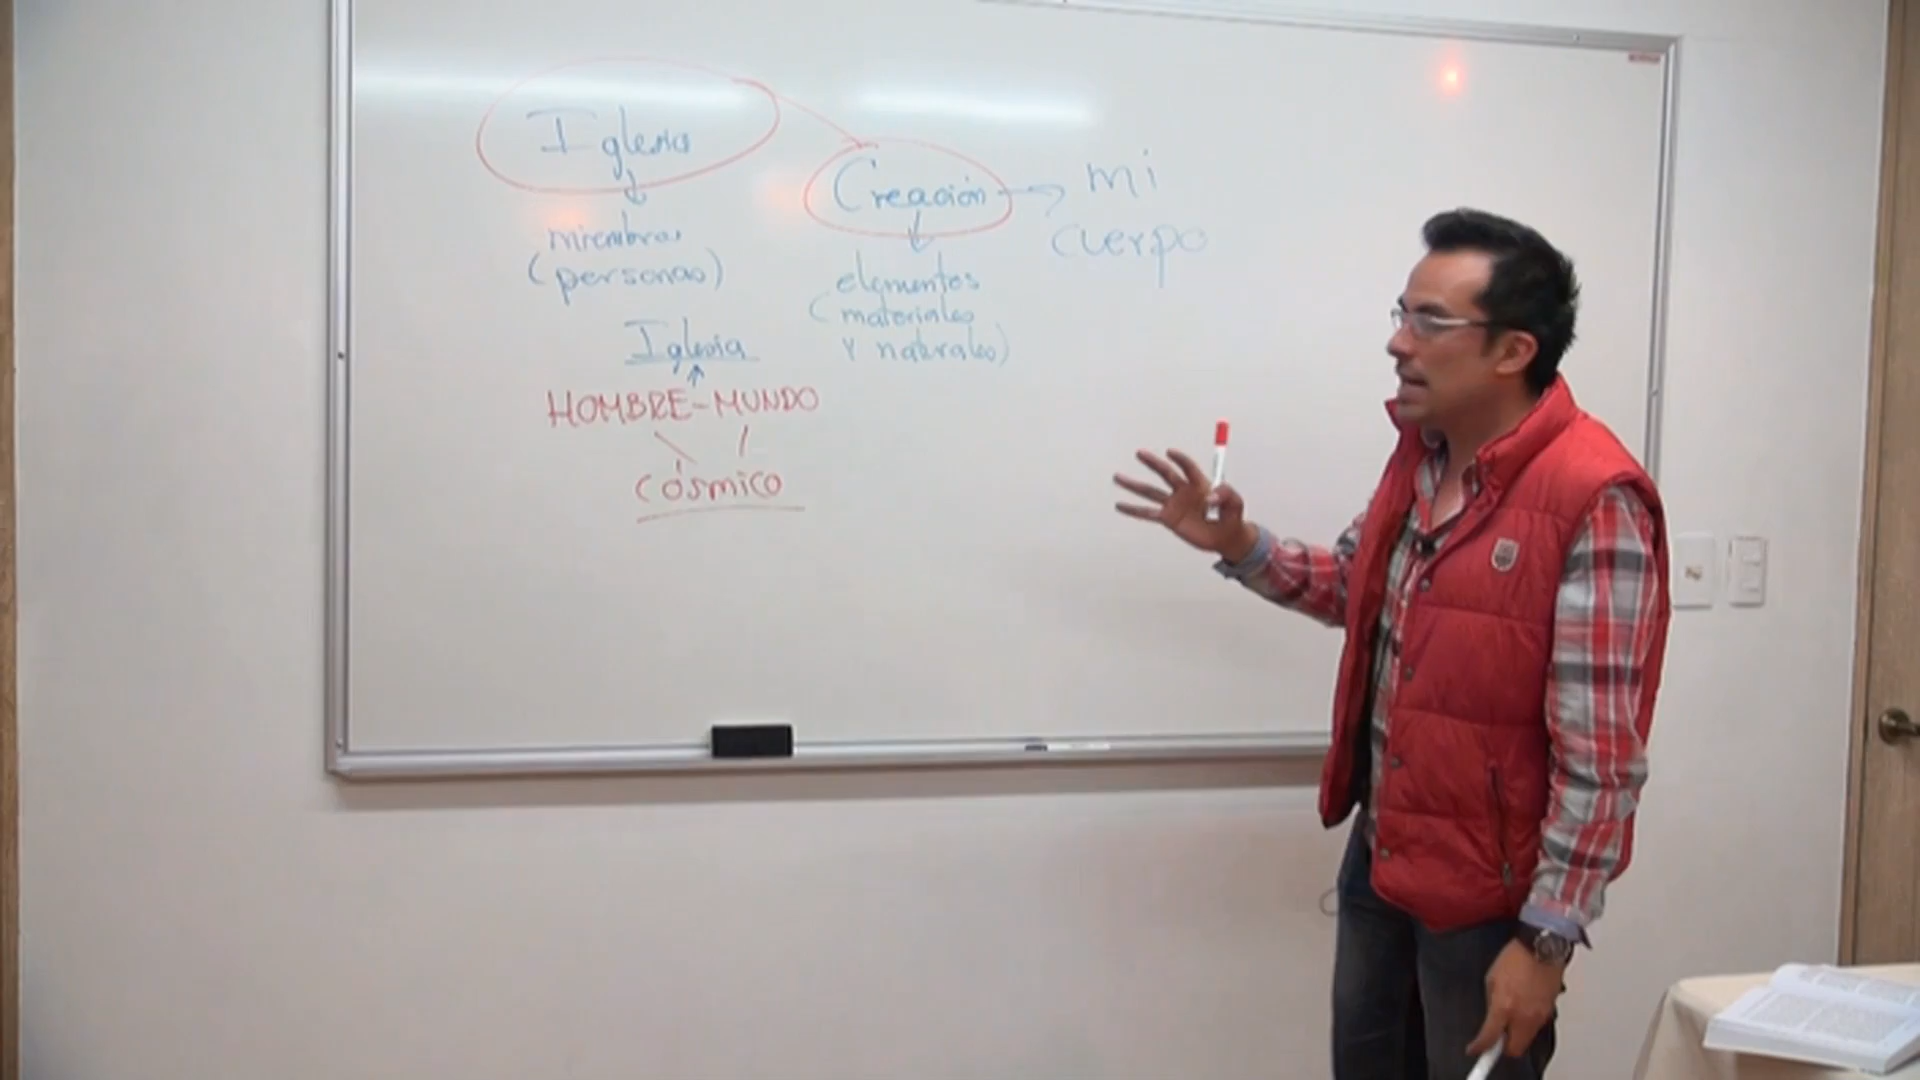 Iglesia
miembros
(personas)
Creación
mi
cuerpo
elementos
(materiales
y naturales)
Iglesia
HOMBRE-MUNDO
CÓSMICO